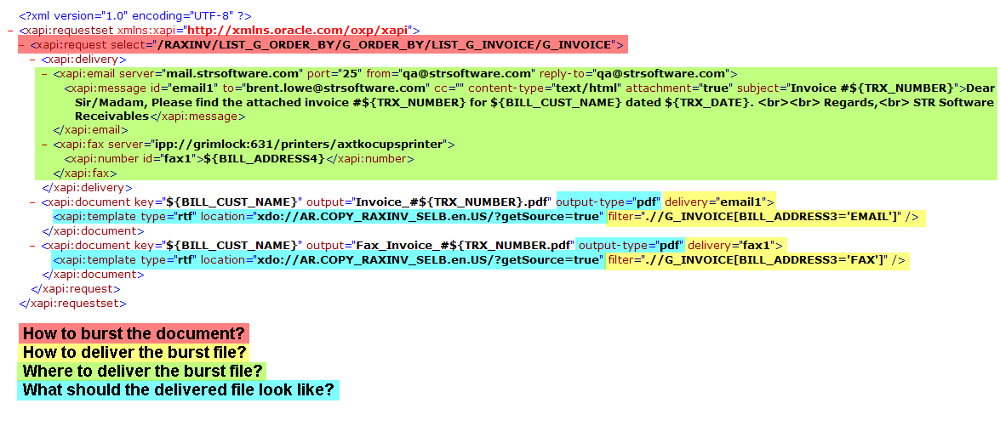 <?xml version="1.0" encoding="UTF-8" ?>
- <xapi:requestset xmlns:xapi="http://xmlns.oracle.com/oxp/xapi">
- <xapi:request select="/RAXINV/LIST_G_ORDER_BY/G_ORDER_BY/LIST_G_INVOICE/G_INVOICE">
- <xapi:delivery>
- <xapi:email server="mail.strsoftware.com" port="25" from="qa@strsoftware.com" reply-to="qa@strsoftware.com">
<xapi:message id="email1" to="brent.lowe@strsoftware.com" cc="" content-type="text/html" attachment="true" subject="Invoice #${TRX_NUMBER}">Dear
Sir/Madam, Please find the attached invoice #${TRX_NUMBER} for ${BILL_CUST_NAME} dated ${TRX_DATE}. <br><br> Regards,<br> STR Software
Receivables</xapi:message>
</xapi:email>
- <xapi:fax server="ipp://grimlock:631/printers/axtkocupsprinter">
<xapi:number id="fax1">${BILL_ADDRESS4}</xapi:number>
</xapi:fax>
</xapi:delivery>
- <xapi:document key="${BILL_CUST_NAME}" output="Invoice_#${TRX_NUMBER}.pdf" output-type="pdf" delivery="email1">
<xapi:template type="rtf" location="xdo://AR.COPY_RAXINV_SELB.en.US/?getSource=true" filter=".//G_INVOICE[BILL_ADDRESS3='EMAIL']" />
</xapi:document>
- <xapi:document key="${BILL_CUST_NAME}" output="Fax_Invoice_#${TRX_NUMBER.pdf" output-type="pdf" delivery="fax1">
<xapi:template type="rtf" location="xdo://AR.COPY_RAXINV_SELB.en.US/?getSource=true" filter=".//G_INVOICE[BILL_ADDRESS3='FAX']" />
</xapi:document>
</xapi:request>
</xapi:requestset>
How to burst the document?
How to deliver the burst file?
Where to deliver the burst file?
What should the delivered file look like?